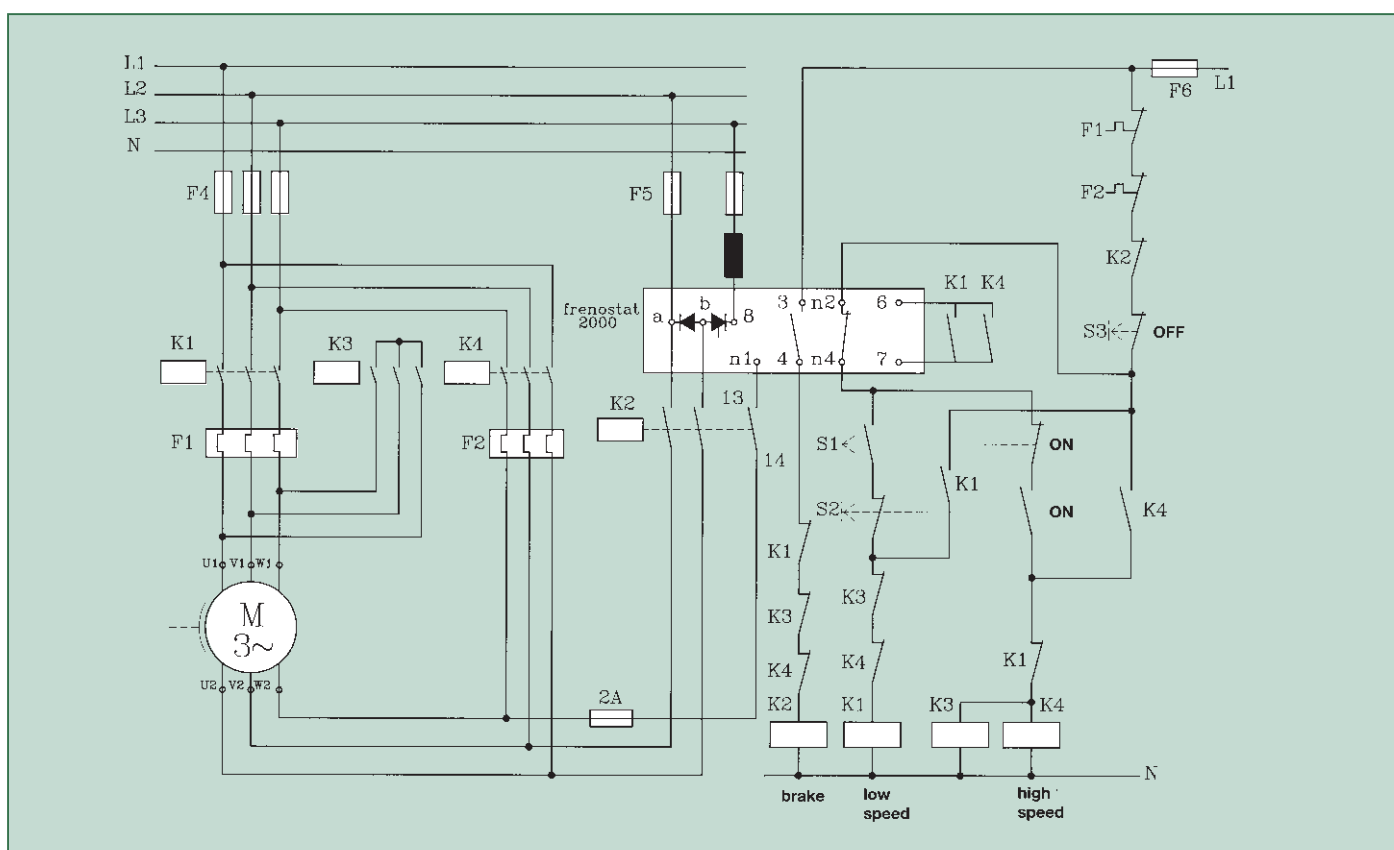 L1
F6
L1
L2
L3
F1
N
F4
F5
F2
K2
K1 K4
frenostat
2000
a
b
8
3
n2
6
S3
OFF
n1
4
n4
7
K1
K3
K4
13
K2
F1
F2
14
S1
ON
K1
S2
ON
K4
K1
U1 V1 W1
K3
M
3~
K3
K4
K4
K1
U2 V2 W2
2A
K2
K1
K3
K4
N
brake
low
speed
high
speed